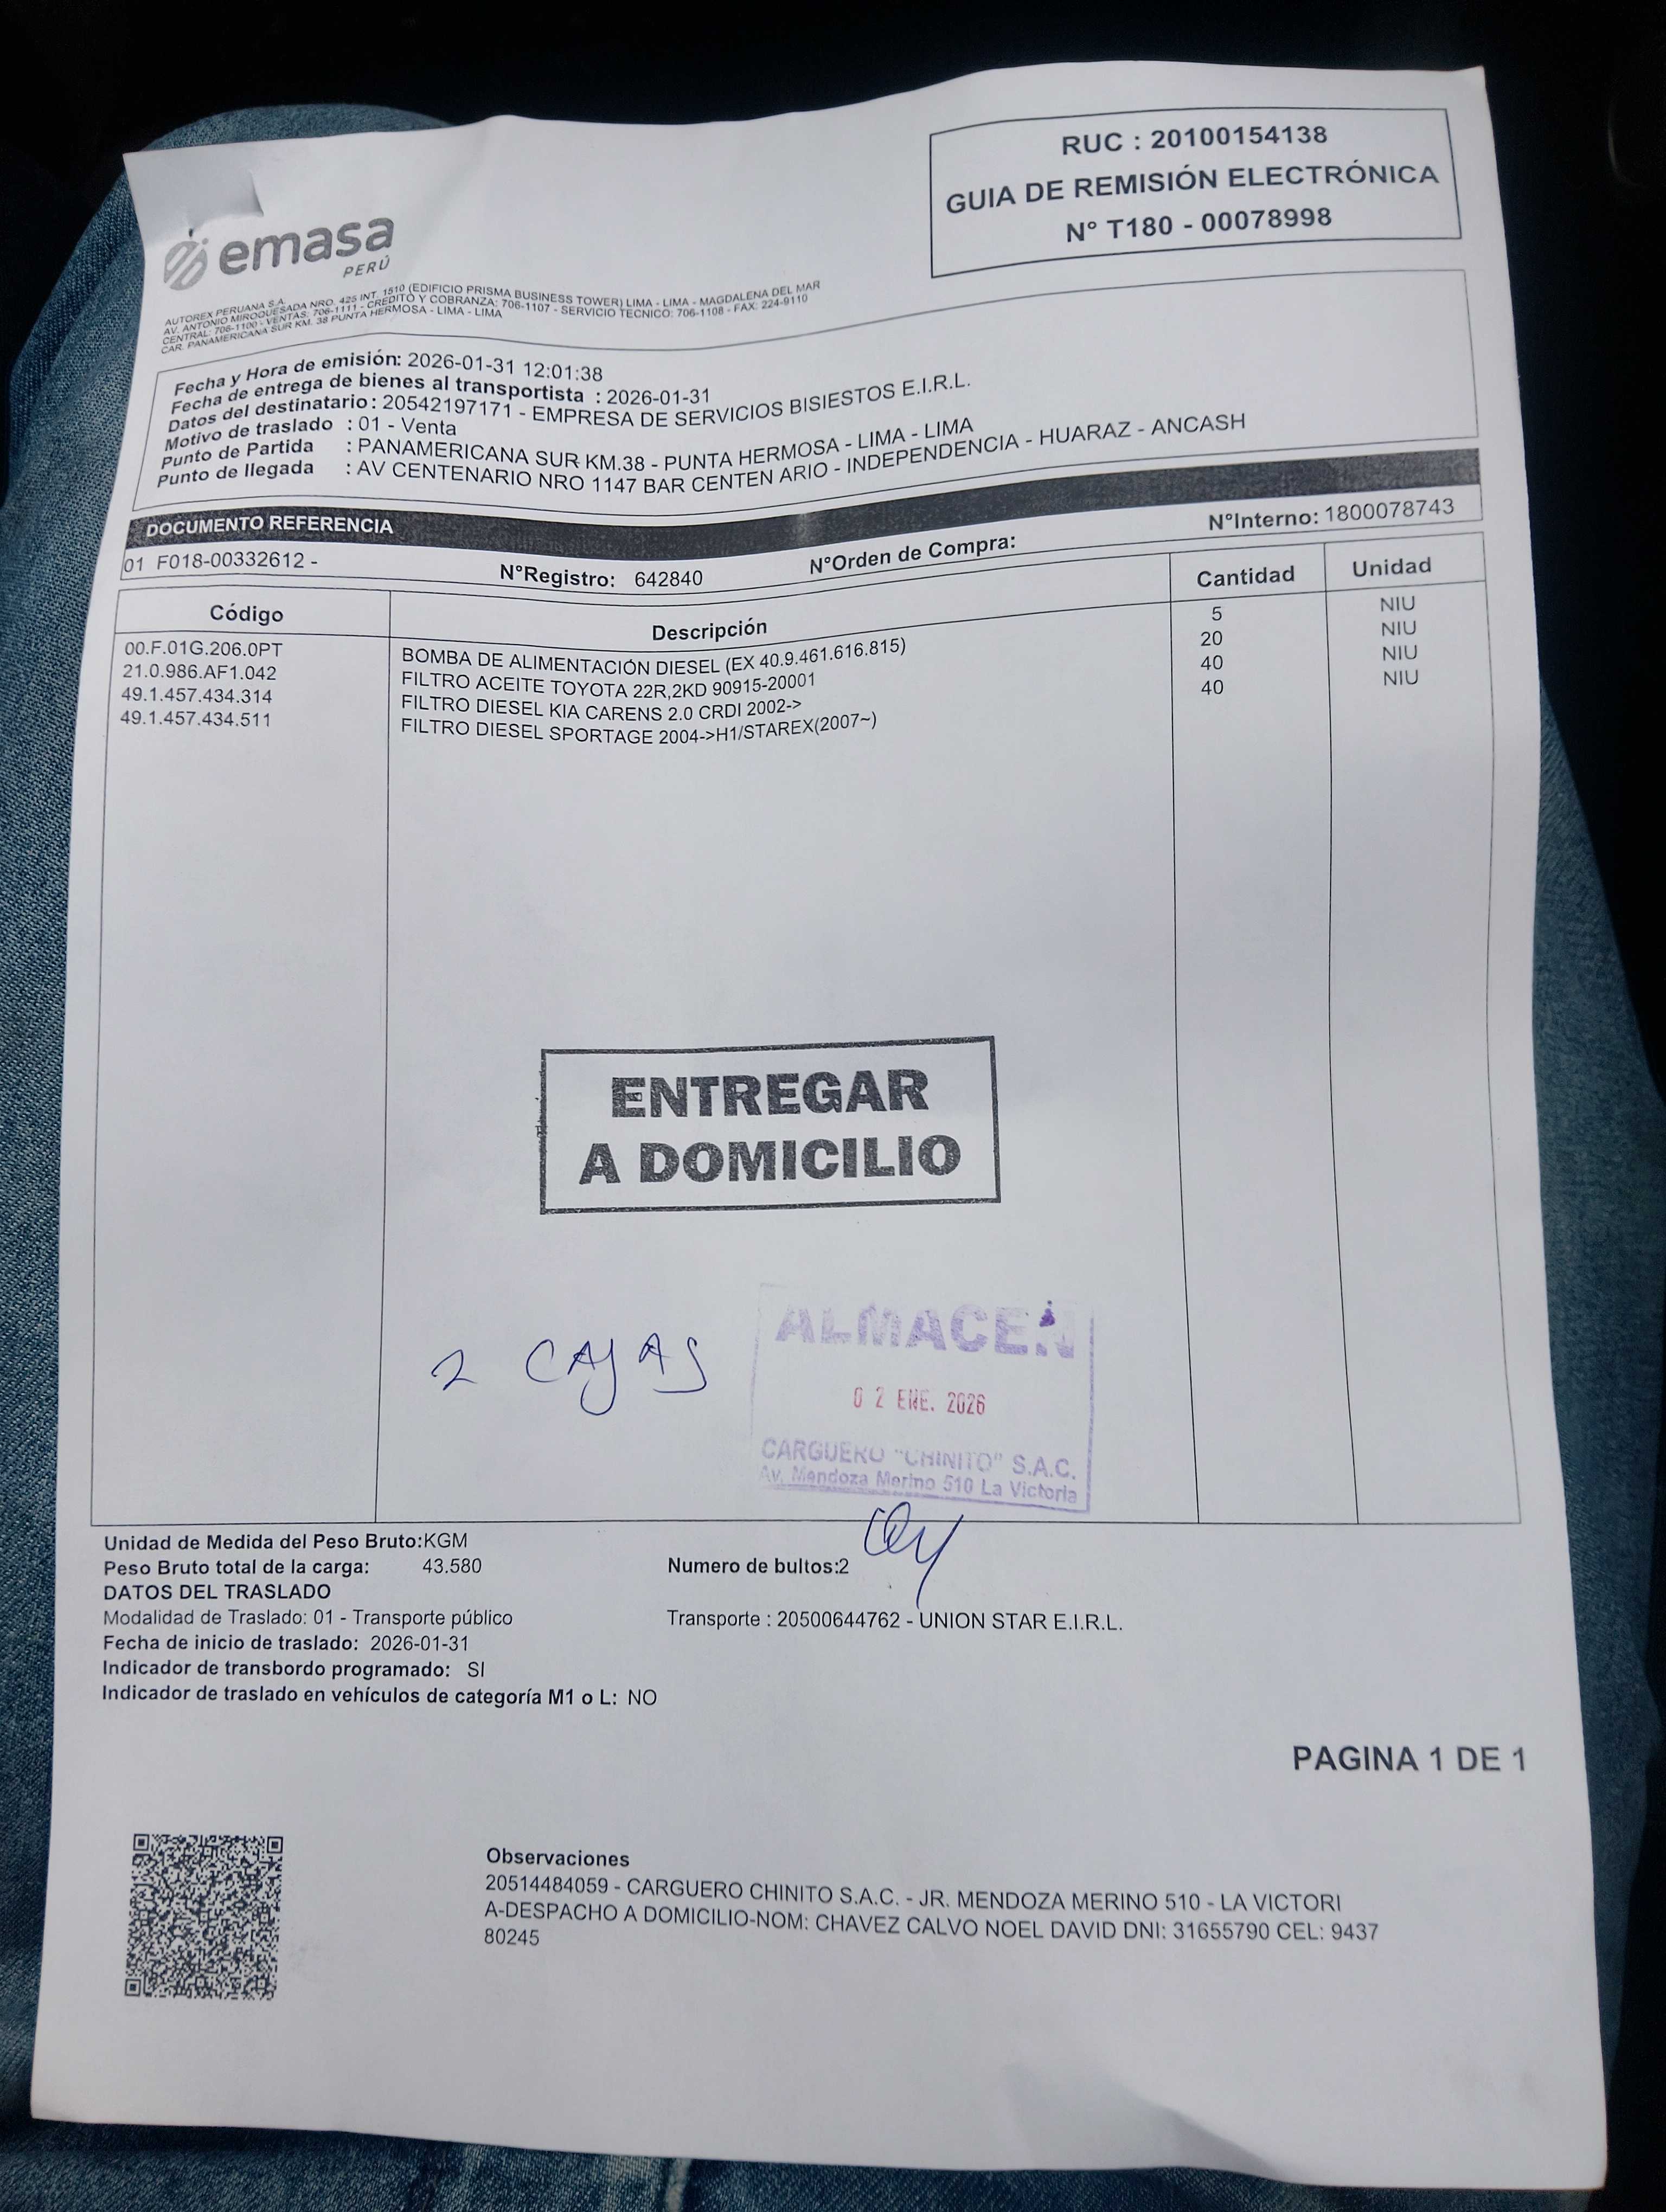 RUC : 20100154138
GUIA DE REMISIÓN ELECTRÓNICA
N° T180 - 00078998
emasa
PERÚ
AUTOREX PERUANA S.A.
AV. ANTONIO MIROQUESADA NRO. 425 INT. 1510 (EDIFICIO PRISMA BUSINESS TOWER) LIMA - LIMA - MAGDALENA DEL MAR
CENTRAL: 706-1100 - VENTAS: 706-1111 - CREDITO Y COBRANZA: 706-1107 - SERVICIO TECNICO: 706-1108 - FAX: 224-9110
CAR. PANAMERICANA SUR KM. 38 PUNTA HERMOSA - LIMA - LIMA
Fecha y Hora de emisión: 2026-01-31 12:01:38
Fecha de entrega de bienes al transportista : 2026-01-31
Datos del destinatario : 20542197171 - EMPRESA DE SERVICIOS BISIESTOS E.I.R.L.
Motivo de traslado : 01 - Venta
Punto de Partida : PANAMERICANA SUR KM.38 - PUNTA HERMOSA - LIMA - LIMA
Punto de llegada : AV CENTENARIO NRO 1147 BAR CENTEN ARIO - INDEPENDENCIA - HUARAZ - ANCASH
DOCUMENTO REFERENCIA
01 F018-00332612 - N°Registro: 642840 N°Orden de Compra: N°Interno: 1800078743
Código Descripción Cantidad Unidad
00.F.01G.206.0PT BOMBA DE ALIMENTACIÓN DIESEL (EX 40.9.461.616.815) 5 NIU
21.0.986.AF1.042 FILTRO ACEITE TOYOTA 22R,2KD 90915-20001 20 NIU
49.1.457.434.314 FILTRO DIESEL KIA CARENS 2.0 CRDI 2002-> 40 NIU
49.1.457.434.511 FILTRO DIESEL SPORTAGE 2004->H1/STAREX(2007~) 40 NIU
ENTREGAR
A DOMICILIO
2 CAJAS
ALMACEN
02 ENE. 2026
CARGUERO "CHINITO" S.A.C.
Av. Mendoza Merino 510 La Victoria
Unidad de Medida del Peso Bruto:KGM
Peso Bruto total de la carga: 43.580 Numero de bultos:2
DATOS DEL TRASLADO
Modalidad de Traslado: 01 - Transporte público Transporte : 20500644762 - UNION STAR E.I.R.L.
Fecha de inicio de traslado: 2026-01-31
Indicador de transbordo programado: SI
Indicador de traslado en vehículos de categoría M1 o L: NO
PAGINA 1 DE 1
Observaciones
20514484059 - CARGUERO CHINITO S.A.C. - JR. MENDOZA MERINO 510 - LA VICTORI
A-DESPACHO A DOMICILIO-NOM: CHAVEZ CALVO NOEL DAVID DNI: 31655790 CEL: 9437
80245